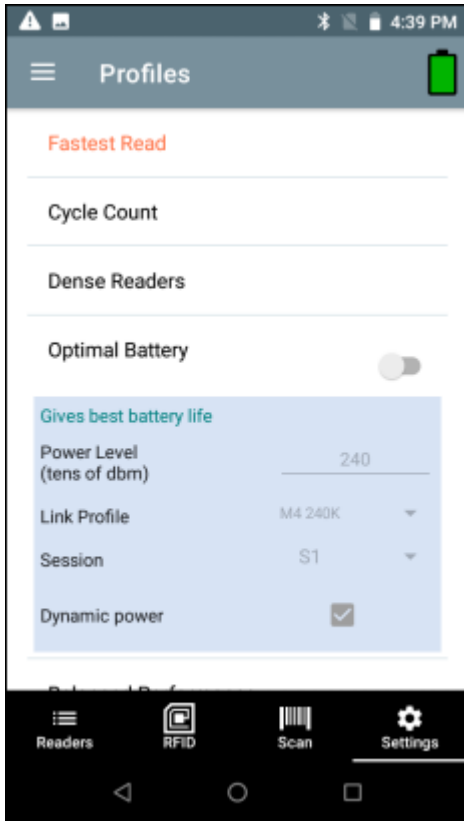 4:39 PM
Profiles
Fastest Read
Cycle Count
Dense Readers
Optimal Battery
Gives best battery life
Power Level
(tens of dbm)
240
Link Profile
M4 240K
Session
S1
Dynamic power
Readers
RFID
Scan
Settings